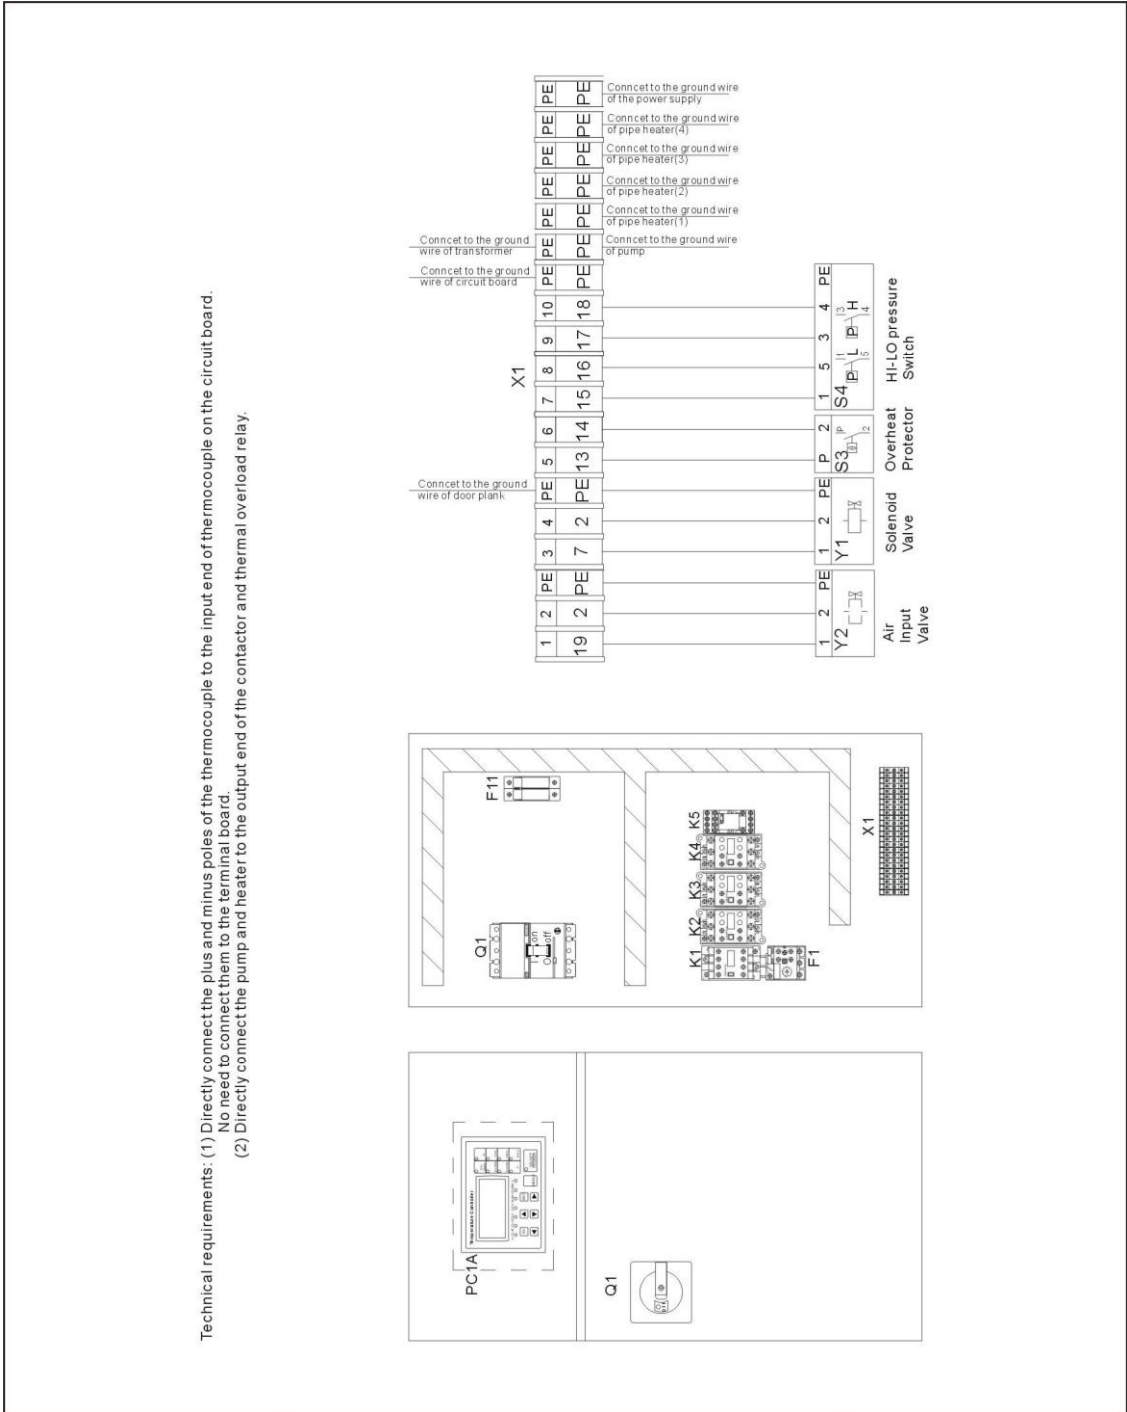 Technical requirements: (1) Directly connect the plus and minus poles of the thermocouple to the input end of thermocouple on the circuit board.
No need to connect them to the terminal board.
(2) Directly connect the pump and heater to the output end of the contactor and thermal overload relay.
PC1A
Temperature Controller
Q1
Q1
on
off
F11
K1
K2
K3
K4
K5
F1
X1
X1
Conncet to the ground
wire of door plank
Conncet to the ground
wire of circuit board
Conncet to the ground
wire of transformer
1 2 PE 3 4 PE 5 6 7 8 9 10 PE PE PE PE PE PE PE
19 2 PE 7 2 PE 13 14 15 16 17 18 PE PE PE PE PE PE PE
Conncet to the ground wire
of pump
Conncet to the ground wire
of pipe heater(1)
Conncet to the ground wire
of pipe heater(2)
Conncet to the ground wire
of pipe heater(3)
Conncet to the ground wire
of pipe heater(4)
Conncet to the ground wire
of the power supply
1 2 PE
Y2
Air
Input
Valve
1 2 PE
Y1
Solenoid
Valve
P 2
S3
P
2
Overheat
Protector
1 5 3 4 PE
S4
P L
1
5
P H
3
4
HI-LO pressure
Switch